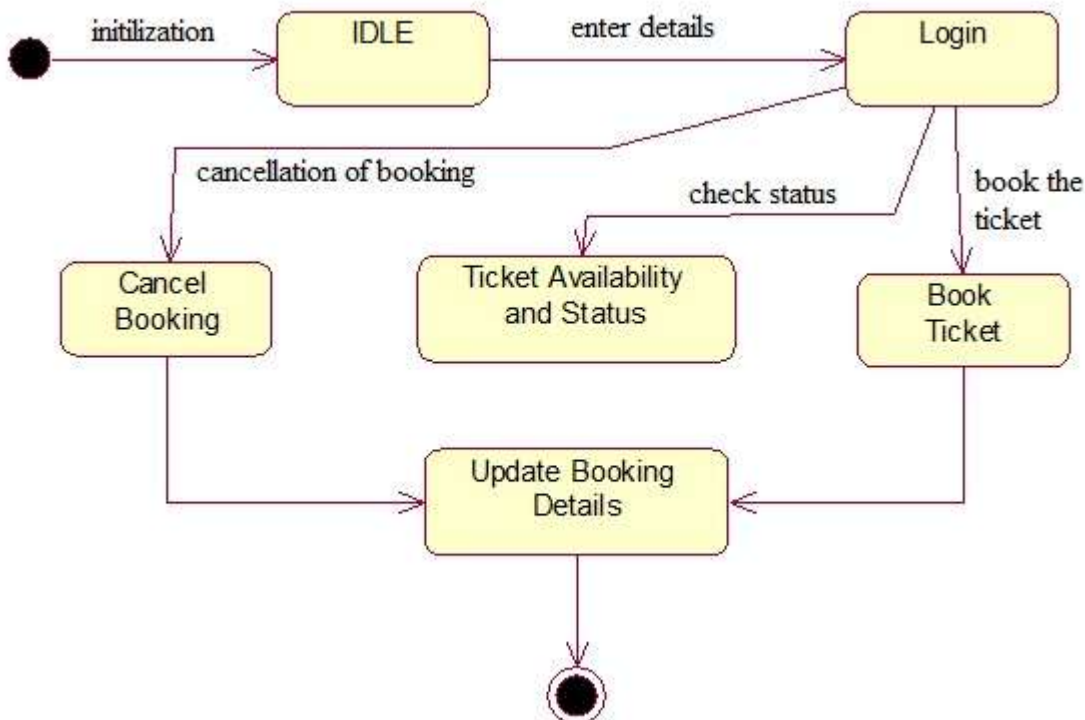 initilization
IDLE
enter details
Login
cancellation of booking
check status
book the
ticket
Cancel
Booking
Ticket Availability
and Status
Book
Ticket
Update Booking
Details